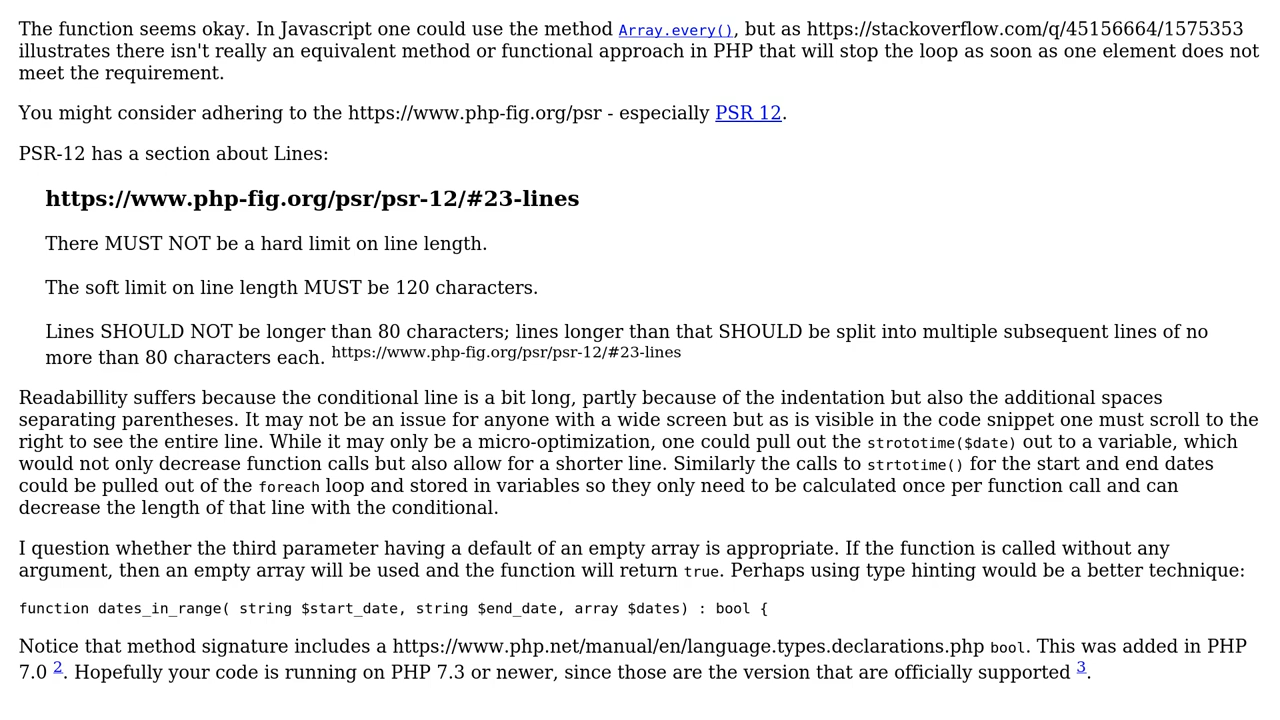 The function seems okay. In Javascript one could use the method Array.every(), but as https://stackoverflow.com/q/45156664/1575353
illustrates there isn't really an equivalent method or functional approach in PHP that will stop the loop as soon as one element does not
meet the requirement.
You might consider adhering to the https://www.php-fig.org/psr - especially PSR 12.
PSR-12 has a section about Lines:
https://www.php-fig.org/psr/psr-12/#23-lines
There MUST NOT be a hard limit on line length.
The soft limit on line length MUST be 120 characters.
Lines SHOULD NOT be longer than 80 characters; lines longer than that SHOULD be split into multiple subsequent lines of no
more than 80 characters each. https://www.php-fig.org/psr/psr-12/#23-lines
Readabillity suffers because the conditional line is a bit long, partly because of the indentation but also the additional spaces
separating parentheses. It may not be an issue for anyone with a wide screen but as is visible in the code snippet one must scroll to the
right to see the entire line. While it may only be a micro-optimization, one could pull out the strototime($date) out to a variable, which
would not only decrease function calls but also allow for a shorter line. Similarly the calls to strtotime() for the start and end dates
could be pulled out of the foreach loop and stored in variables so they only need to be calculated once per function call and can
decrease the length of that line with the conditional.
I question whether the third parameter having a default of an empty array is appropriate. If the function is called without any
argument, then an empty array will be used and the function will return true. Perhaps using type hinting would be a better technique:
function dates_in_range( string $start_date, string $end_date, array $dates) : bool {
Notice that method signature includes a https://www.php.net/manual/en/language.types.declarations.php bool. This was added in PHP
7.0 2. Hopefully your code is running on PHP 7.3 or newer, since those are the version that are officially supported 3.